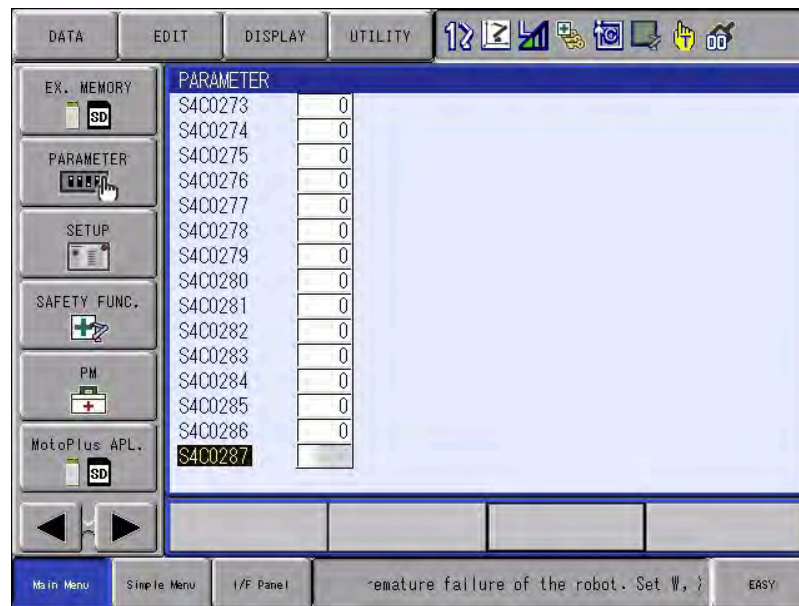 DATA
EDIT
DISPLAY
UTILITY
EX. MEMORY
SD
PARAMETER
SETUP
SAFETY FUNC.
PM
MotoPlus APL.
SD
PARAMETER
S4C0273 0
S4C0274 0
S4C0275 0
S4C0276 0
S4C0277 0
S4C0278 0
S4C0279 0
S4C0280 0
S4C0281 0
S4C0282 0
S4C0283 0
S4C0284 0
S4C0285 0
S4C0286 0
S4C0287
Main Menu
Simple Menu
I/F Panel
remature failure of the robot. Set W,
EASY